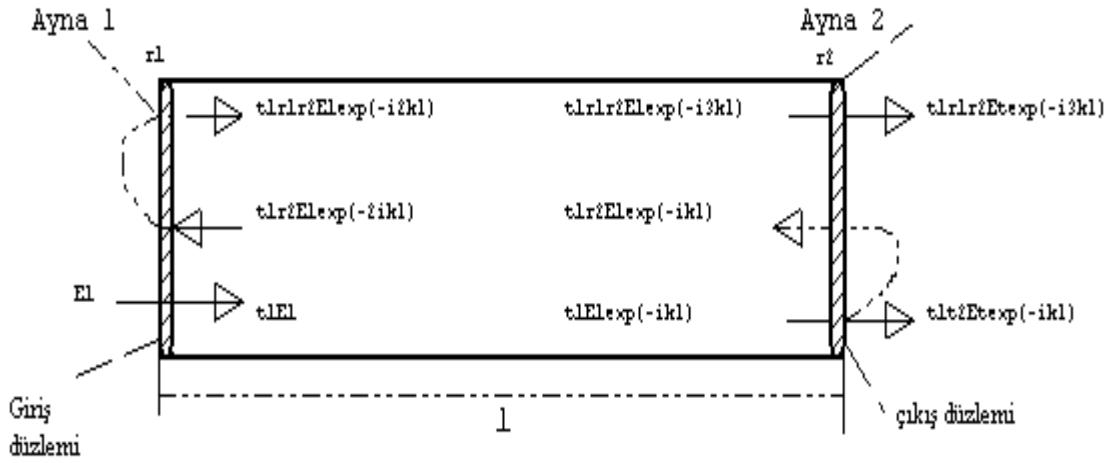 Ayna 1
Ayna 2
r1
r2
t1r1r2E1exp(-i2kl)
t1r1r2E1exp(-i3kl)
t1r1r2Etexp(-i3kl)
t1r2E1exp(-2ikl)
t1r2E1exp(-ikl)
E1
t1E1
t1E1exp(-ikl)
t1t2Etexp(-ikl)
Giriş
düzlemi
l
çıkış düzlemi